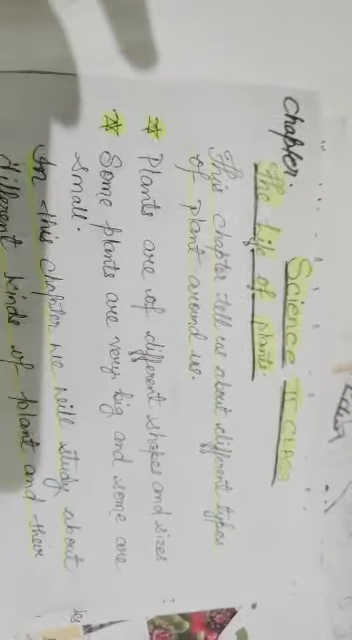 Science II CLASS
Chapter:
The Life of plants.
This chapter tell us about different types
of plant around us.
☆ Plants are of different shapes and sizes
☆ Some plants are very big and some are
small.
In this chapter we will study about
different kinds of plant and their